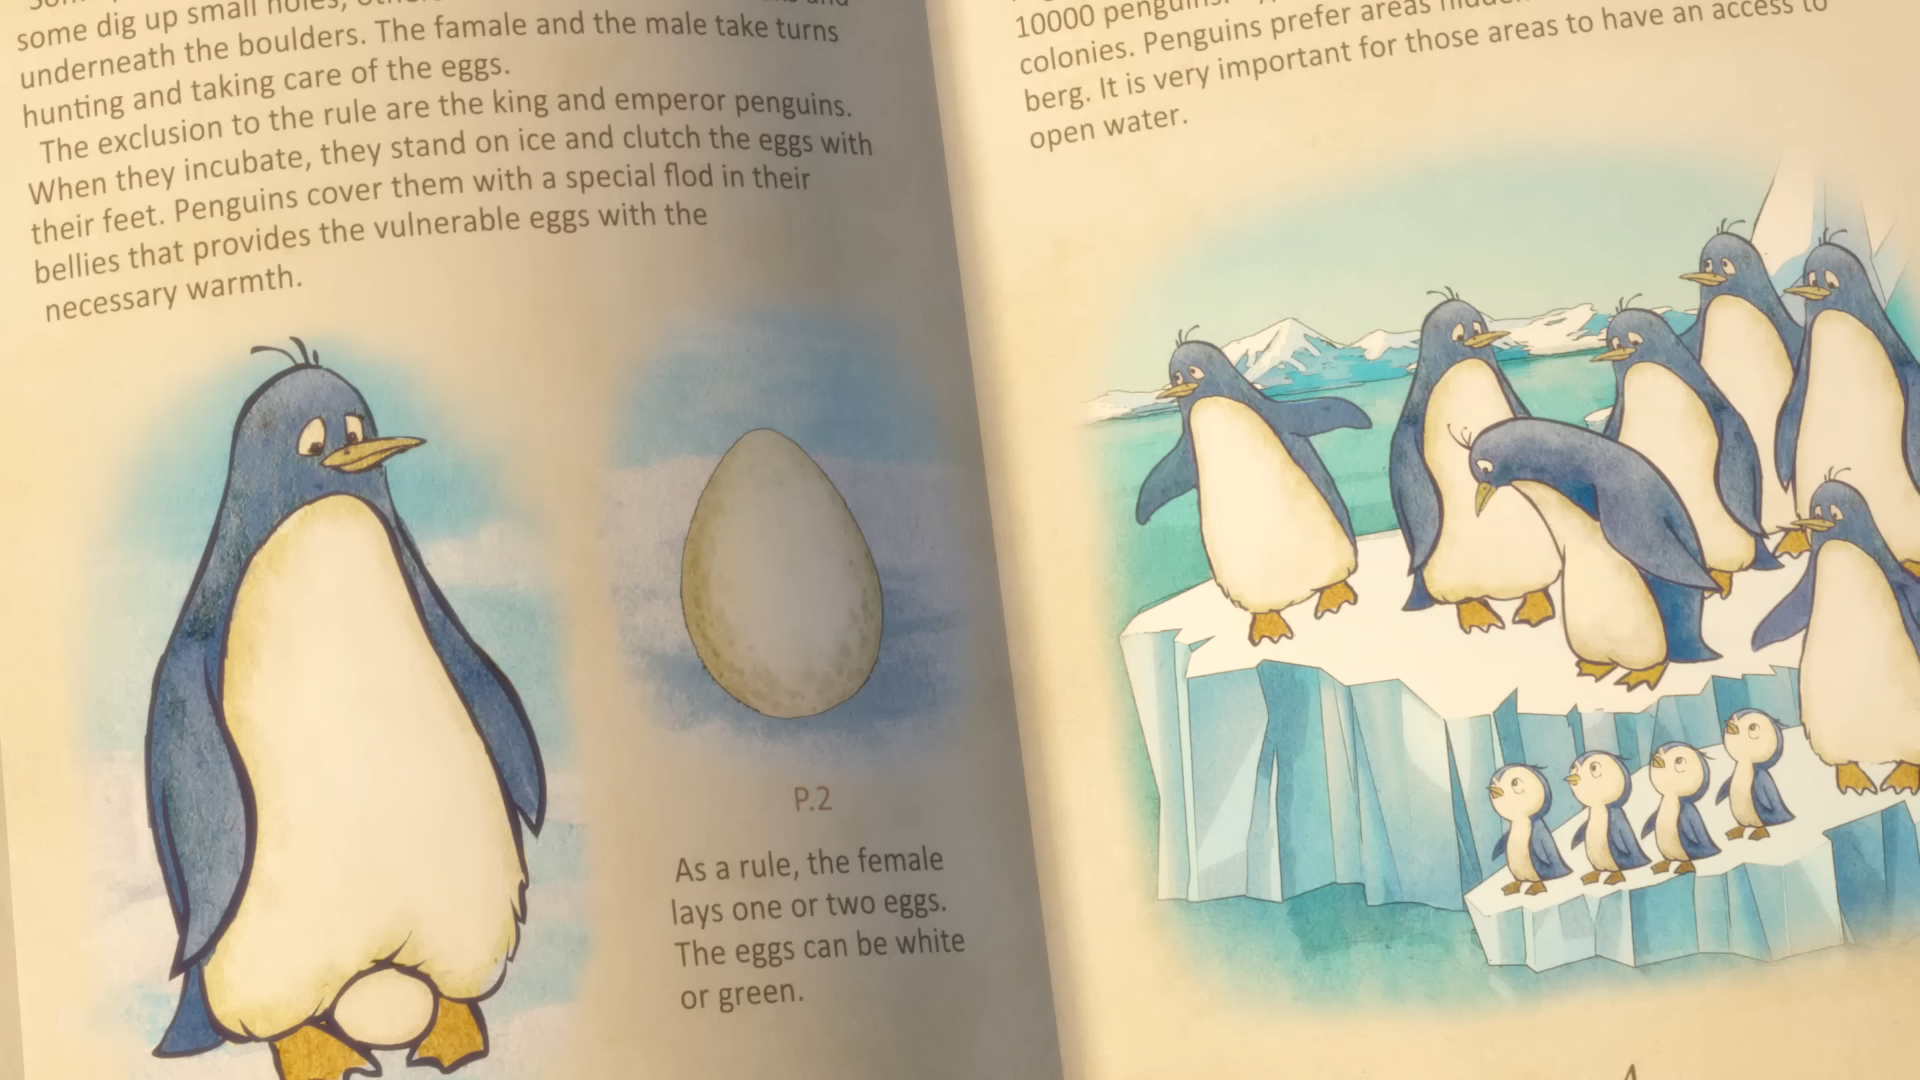 some dig up small holes,
underneath the boulders. The famale and the male take turns
hunting and taking care of the eggs.
The exclusion to the rule are the king and emperor penguins.
When they incubate, they stand on ice and clutch the eggs with
their feet. Penguins cover them with a special flod in their
bellies that provides the vulnerable eggs with the
necessary warmth.
P.2
As a rule, the female
lays one or two eggs.
The eggs can be white
or green.
10000 penguins.
colonies. Penguins prefer areas
berg. It is very important for those areas to have an access to
open water.